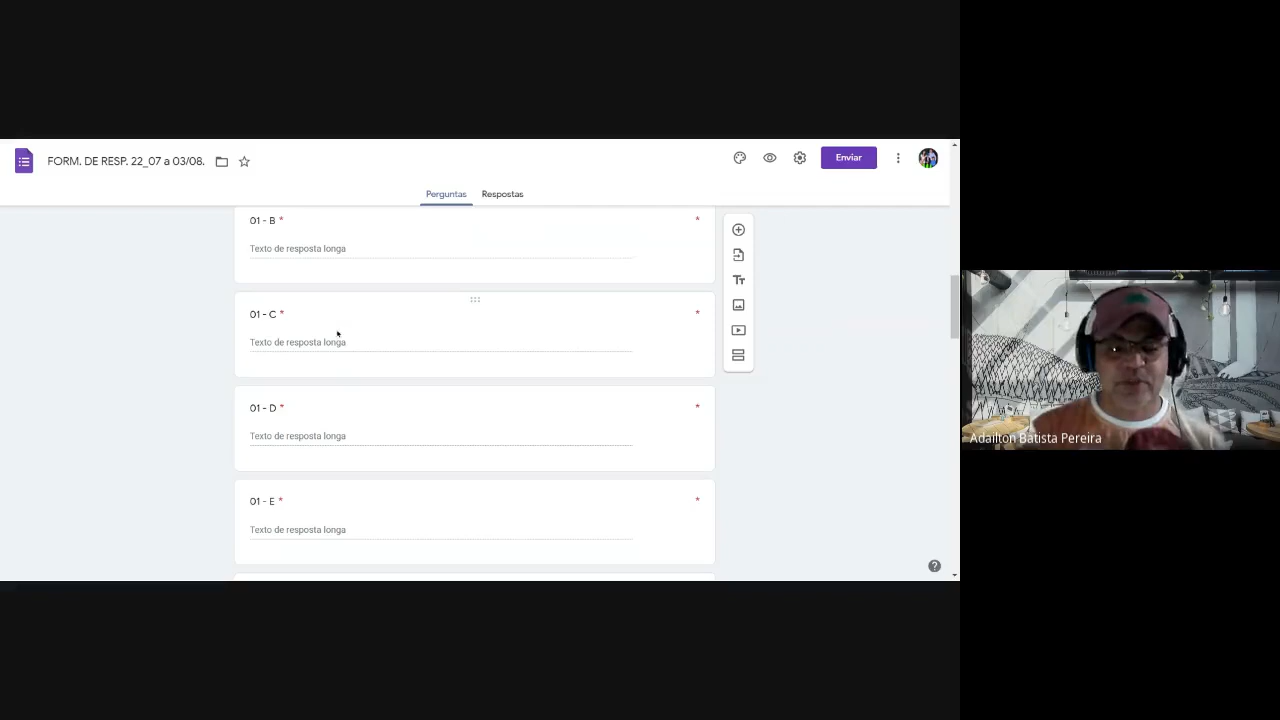 FORM. DE RESP. 22_07 a 03/08.
Enviar
Perguntas Respostas
01 - B * *
Texto de resposta longa
01 - C * *
Texto de resposta longa
01 - D * *
Texto de resposta longa
01 - E * *
Texto de resposta longa
Adailton Batista Pereira